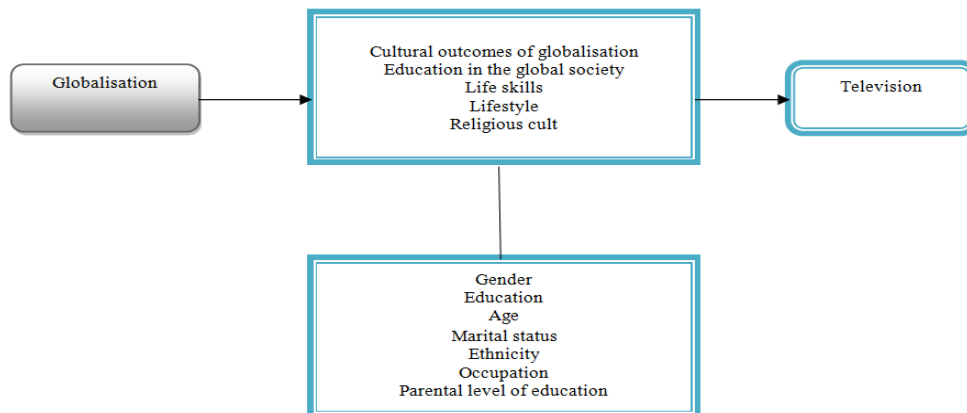 Globalisation
Cultural outcomes of globalisation
Education in the global society
Life skills
Lifestyle
Religious cult
Television
Gender
Education
Age
Marital status
Ethnicity
Occupation
Parental level of education